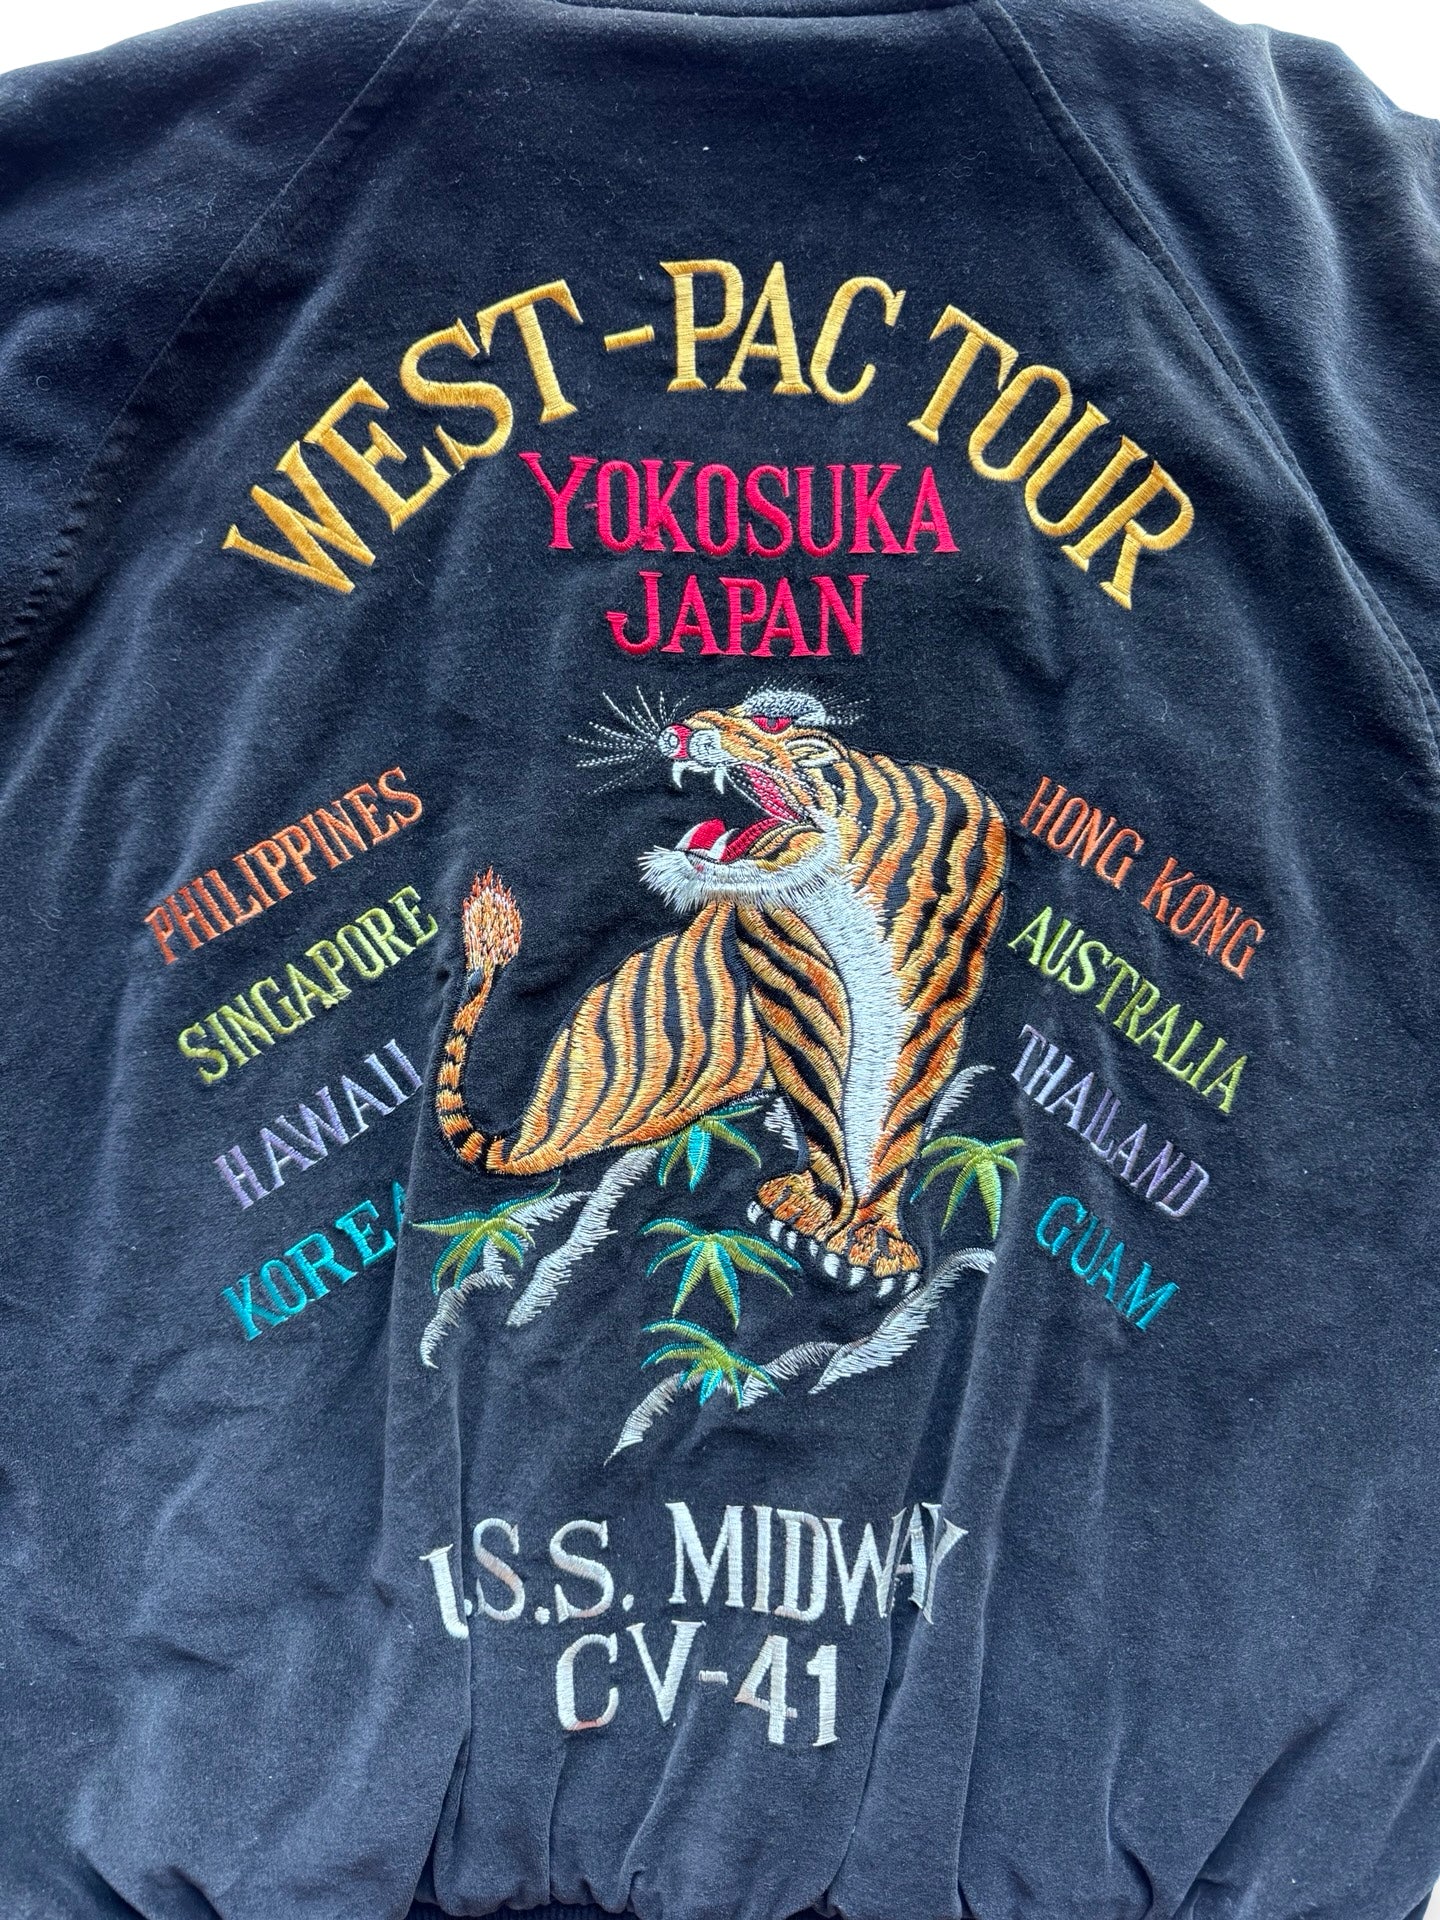 WEST-PAC TOUR
YOKOSUKA
JAPAN
PHILIPPINES
SINGAPORE
HAWAII
KOREA
HONG KONG
AUSTRALIA
THAILAND
GUAM
U.S.S. MIDWAY
CV-41